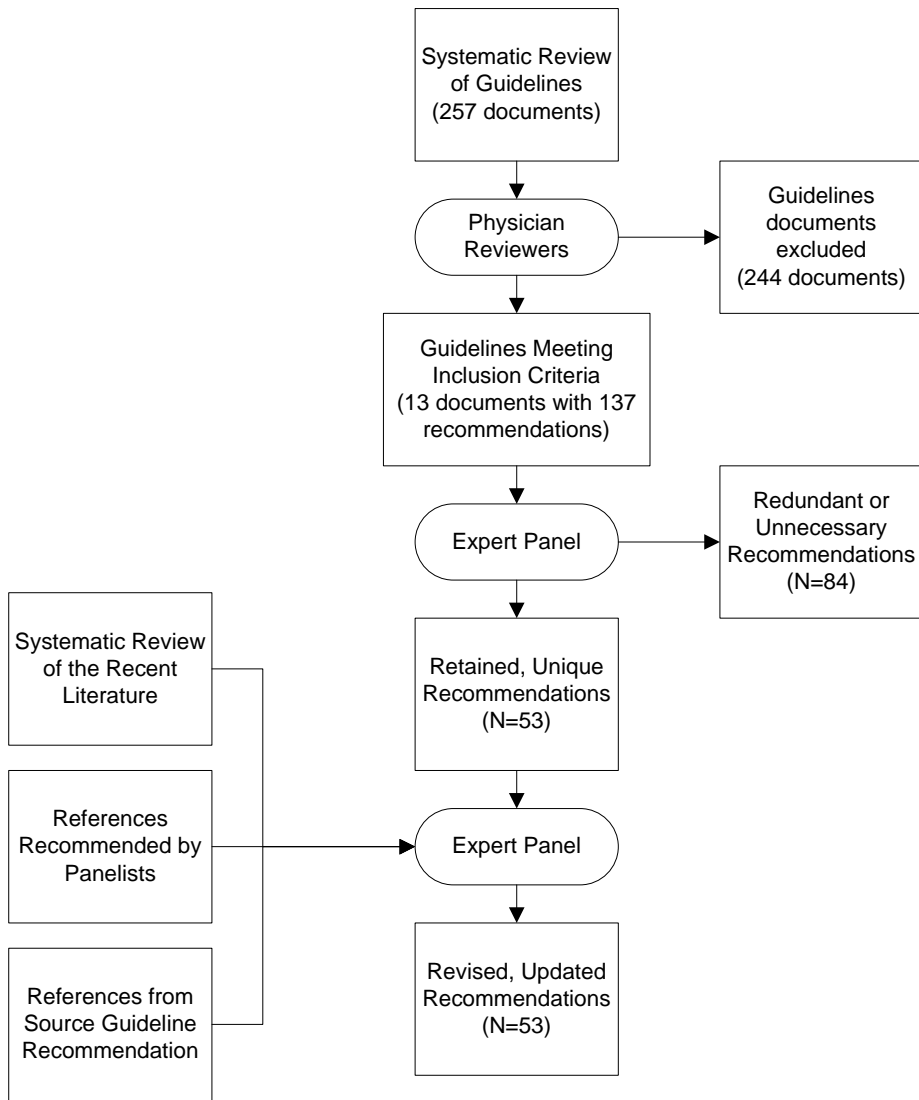 Systematic Review
of Guidelines
(257 documents)
Physician
Reviewers
Guidelines
documents
excluded
(244 documents)
Guidelines Meeting
Inclusion Criteria
(13 documents with 137
recommendations)
Expert Panel
Redundant or
Unnecessary
Recommendations
(N=84)
Systematic Review
of the Recent
Literature
Retained, Unique
Recommendations
(N=53)
References
Recommended by
Panelists
Expert Panel
References from
Source Guideline
Recommendation
Revised, Updated
Recommendations
(N=53)